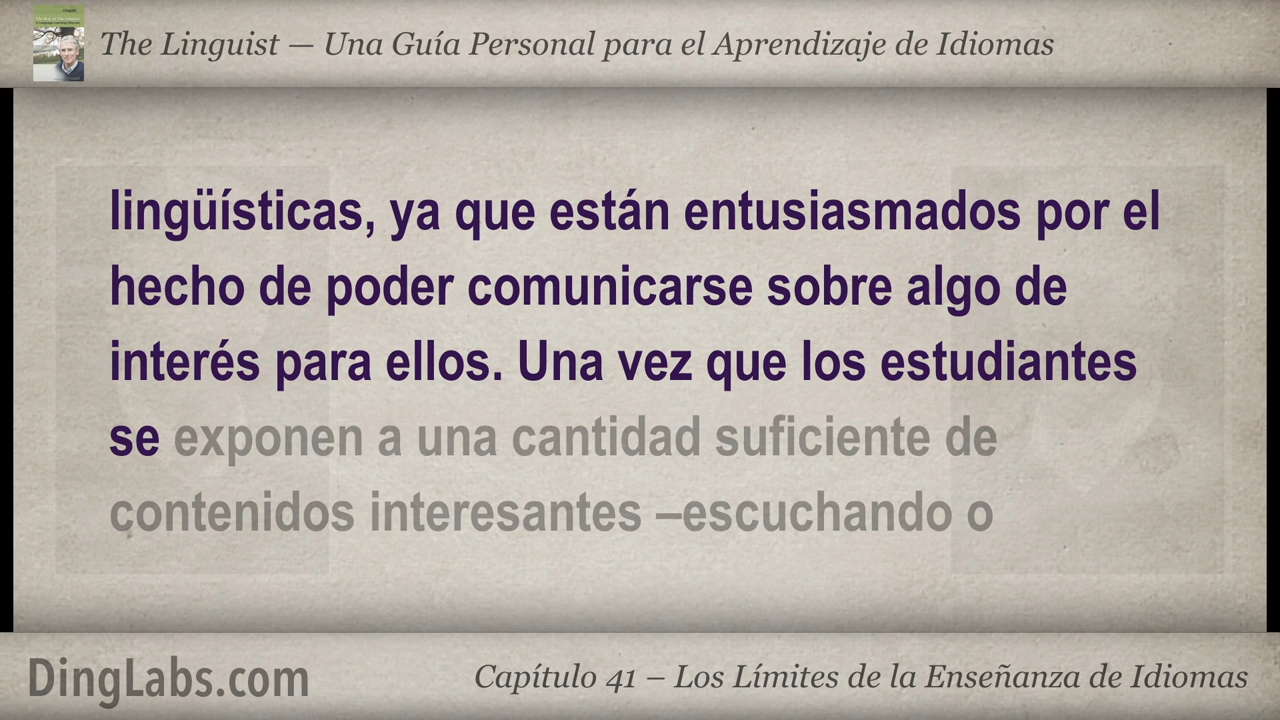 The Linguist — Una Guía Personal para el Aprendizaje de Idiomas
lingüísticas, ya que están entusiasmados por el
hecho de poder comunicarse sobre algo de
interés para ellos. Una vez que los estudiantes
se exponen a una cantidad suficiente de
contenidos interesantes –escuchando o
DingLabs.com
Capítulo 41 – Los Límites de la Enseñanza de Idiomas